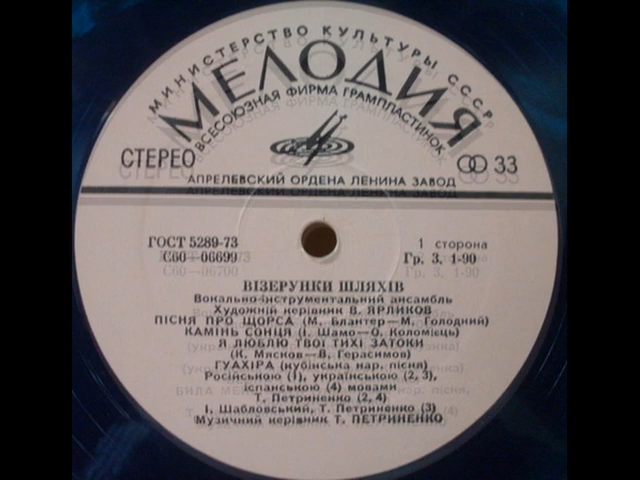 МИНИСТЕРСТВО КУЛЬТУРЫ СССР
МЕЛОДИЯ
ВСЕСОЮЗНАЯ ФИРМА ГРАМПЛАСТИНОК
СТЕРЕО
33
АПРЕЛЕВСКИЙ ОРДЕНА ЛЕНИНА ЗАВОД
ГОСТ 5289-73
1 сторона
С60—06699
Гр. 3. 1-90
ВІЗЕРУНКИ ШЛЯХІВ
Вокально-інструментальний ансамбль
Художній керівник В. ЯРЛИКОВ
ПІСНЯ ПРО ЩОРСА (М. Блантер—М. Голодний)
КАМІНЬ СОНЦЯ (І. Шамо—О. Коломієць)
Я ЛЮБЛЮ ТВОЇ ТИХІ ЗАТОКИ
(К. Мясков—В. Герасимов)
ГУАХІРА (кубінська нар. пісня)
Російською (1), українською (2, 3),
іспанською (4) мовами
Т. Петриненко (2, 4)
І. Шабловський, Т. Петриненко (3)
Музичний керівник Т. ПЕТРИНЕНКО